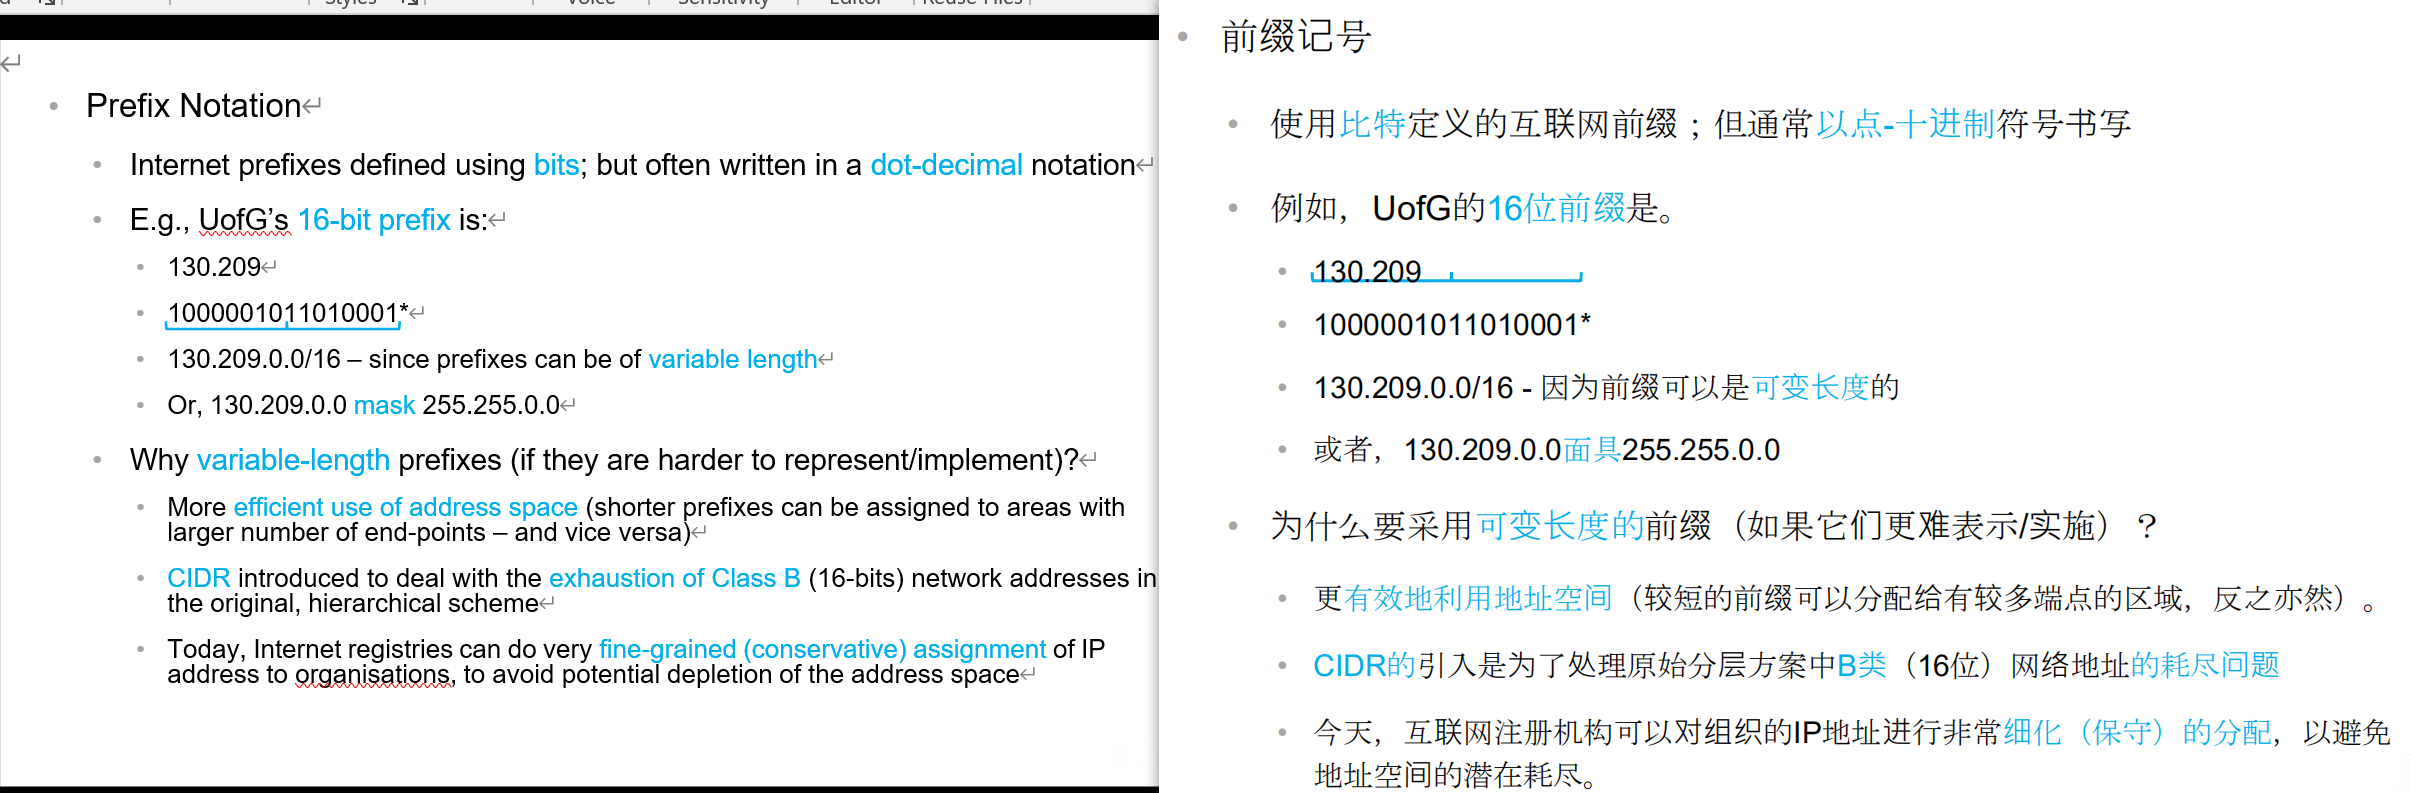 Styles
Voice
Sensitivity
Editor
Reuse Files
Prefix Notation
Internet prefixes defined using bits; but often written in a dot-decimal notation
E.g., UofG’s 16-bit prefix is:
130.209
1000001011010001*
130.209.0.0/16 – since prefixes can be of variable length
Or, 130.209.0.0 mask 255.255.0.0
Why variable-length prefixes (if they are harder to represent/implement)?
More efficient use of address space (shorter prefixes can be assigned to areas with
larger number of end-points – and vice versa)
CIDR introduced to deal with the exhaustion of Class B (16-bits) network addresses in
the original, hierarchical scheme
Today, Internet registries can do very fine-grained (conservative) assignment of IP
address to organisations, to avoid potential depletion of the address space
前缀记号
使用比特定义的互联网前缀；但通常以点-十进制符号书写
例如，UofG的16位前缀是。
130.209
1000001011010001*
130.209.0.0/16 - 因为前缀可以是可变长度的
或者，130.209.0.0面具255.255.0.0
为什么要采用可变长度的前缀（如果它们更难表示/实施）？
更有效地利用地址空间（较短的前缀可以分配给有较多端点的区域，反之亦然）。
CIDR的引入是为了处理原始分层方案中B类（16位）网络地址的耗尽问题
今天，互联网注册机构可以对组织的IP地址进行非常细化（保守）的分配，以避免
地址空间的潜在耗尽。